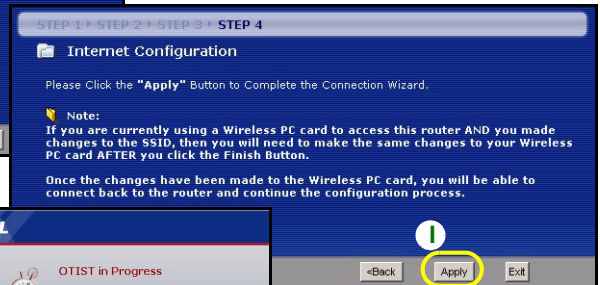 STEP 1 › STEP 2 › STEP 3 › STEP 4
Internet Configuration
Please Click the "Apply" Button to Complete the Connection Wizard.
Note:
If you are currently using a Wireless PC card to access this router AND you made
changes to the SSID, then you will need to make the same changes to your Wireless
PC card AFTER you click the Finish Button.
Once the changes have been made to the Wireless PC card, you will be able to
connect back to the router and continue the configuration process.
OTIST in Progress
I
<Back Apply Exit